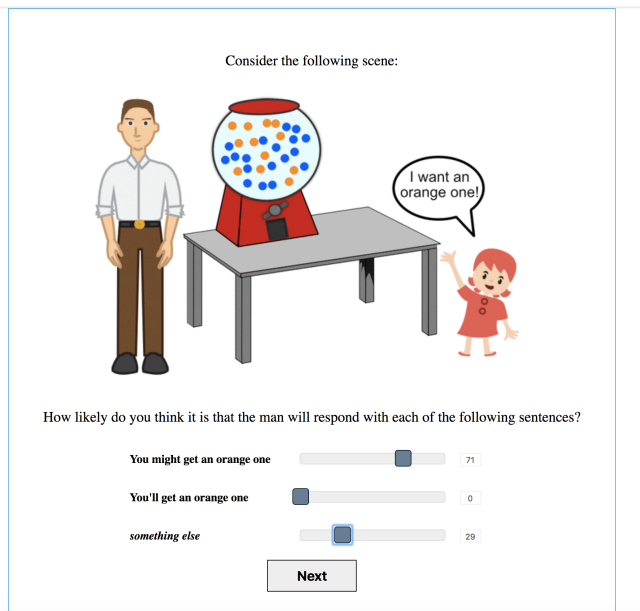 Consider the following scene:
I want an
orange one!
How likely do you think it is that the man will respond with each of the following sentences?
You might get an orange one 71
You'll get an orange one 0
something else 29
Next